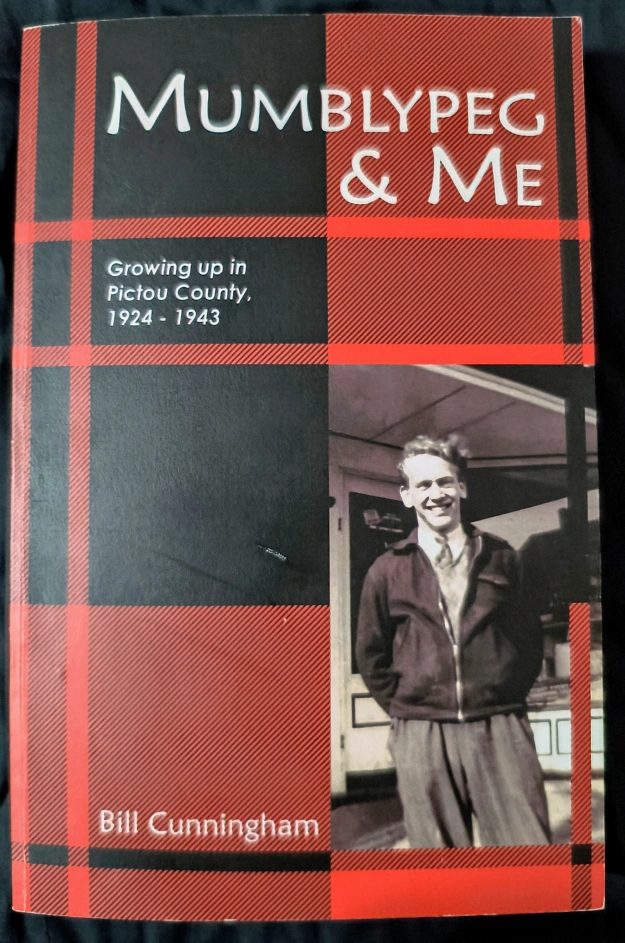 MUMBLYPEG
& ME
Growing up in
Pictou County,
1924 - 1943
Bill Cunningham